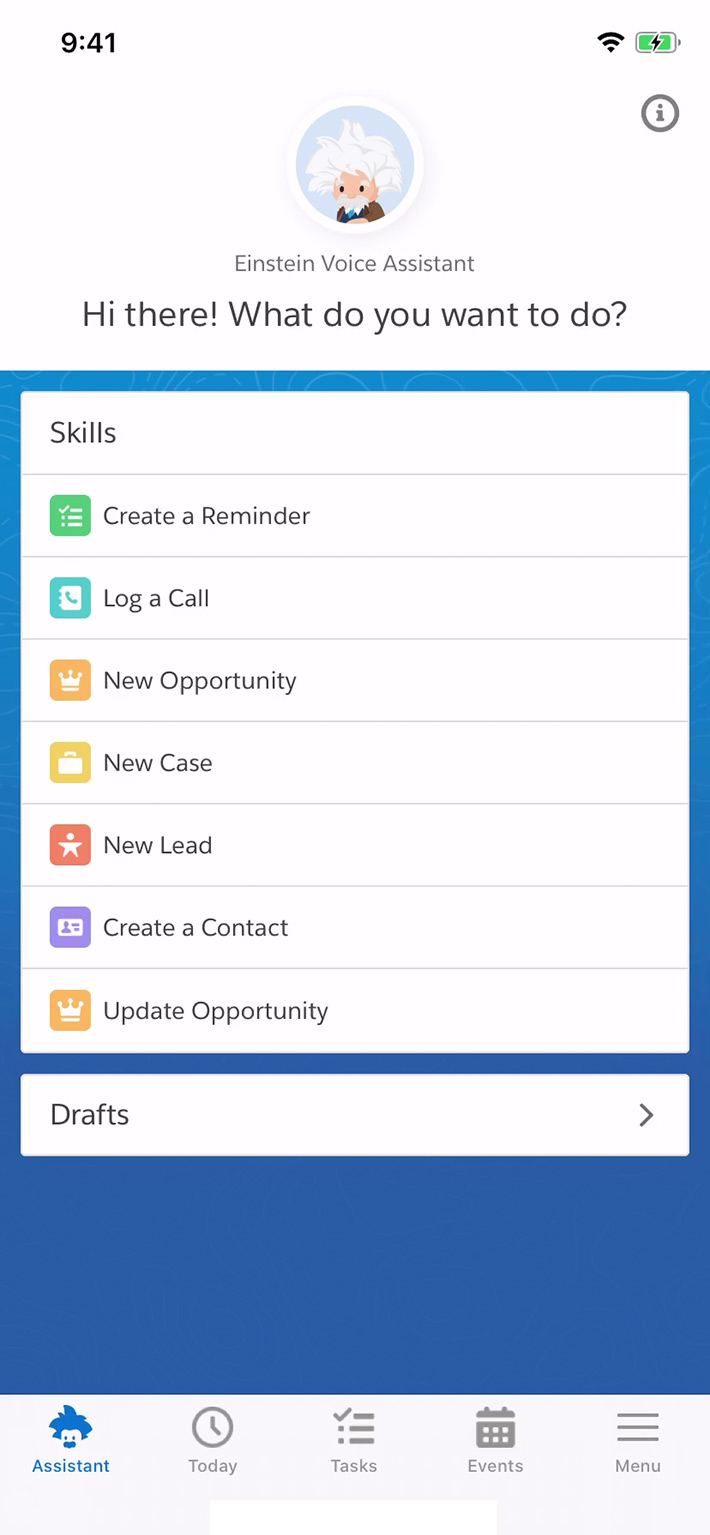 9:41
Einstein Voice Assistant
Hi there! What do you want to do?
Skills
Create a Reminder
Log a Call
New Opportunity
New Case
New Lead
Create a Contact
Update Opportunity
Drafts
Assistant
Today
Tasks
Events
Menu